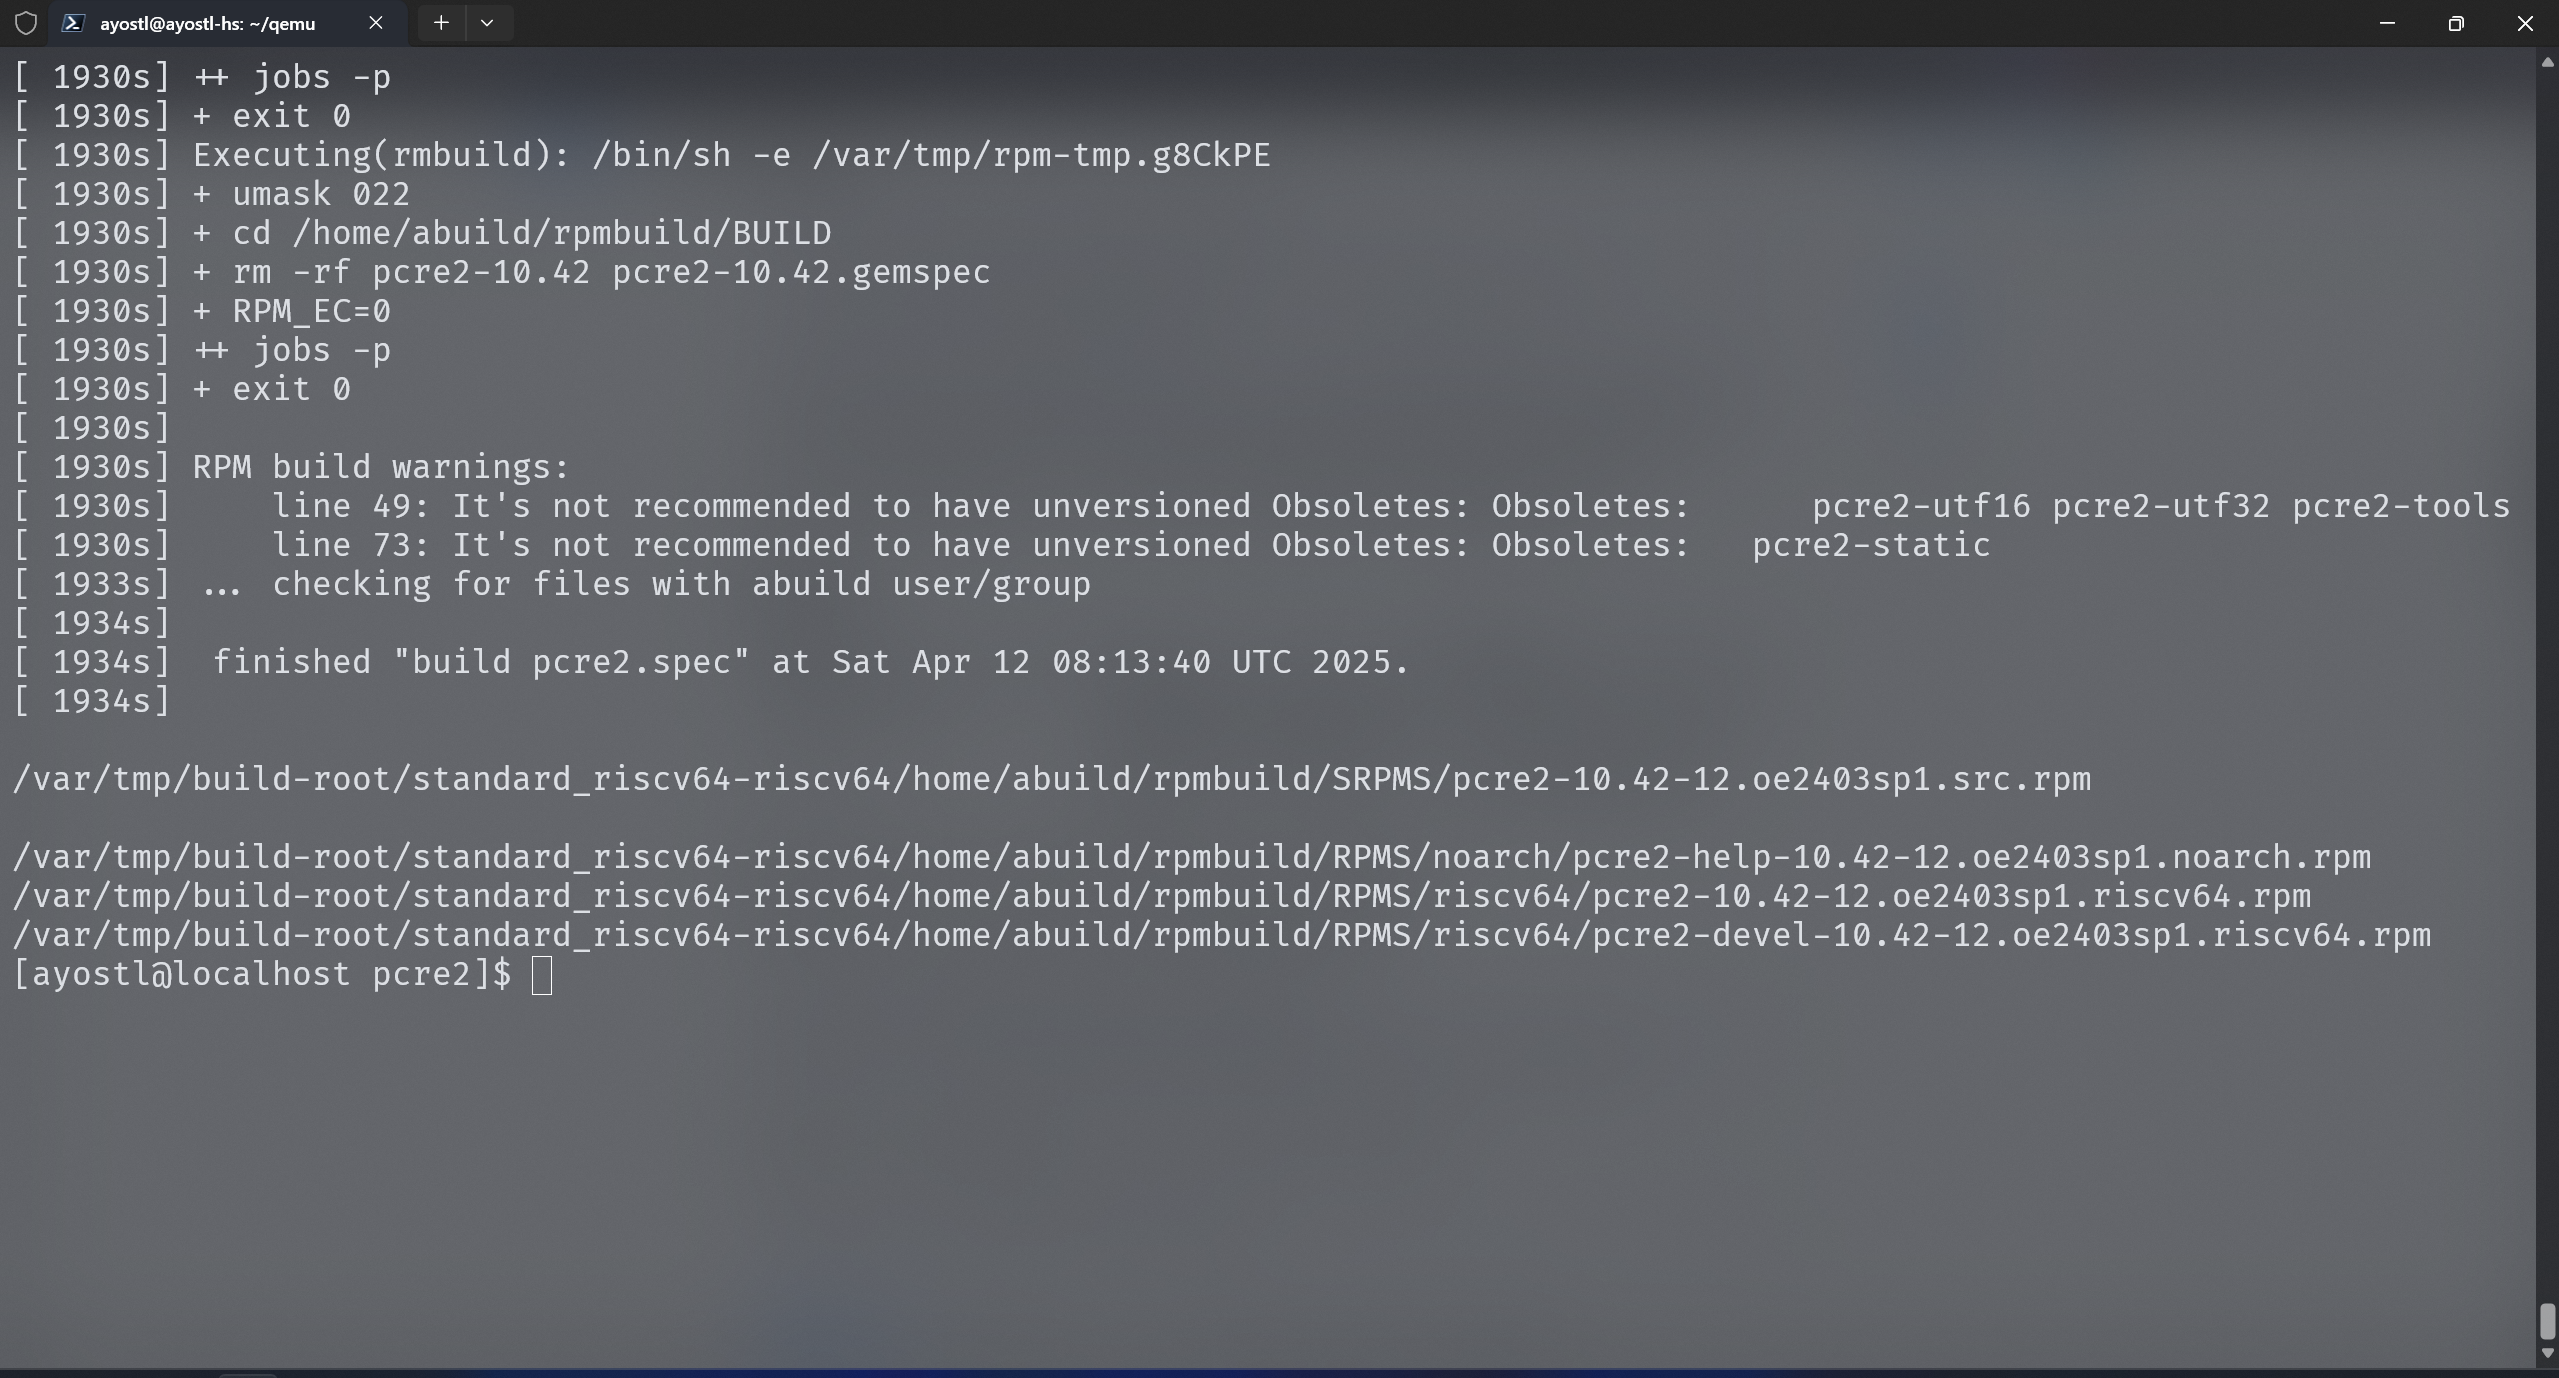 ayostl@ayostl-hs: ~/qemu
[ 1930s] ++ jobs -p
[ 1930s] + exit 0
[ 1930s] Executing(rmbuild): /bin/sh -e /var/tmp/rpm-tmp.g8CkPE
[ 1930s] + umask 022
[ 1930s] + cd /home/abuild/rpmbuild/BUILD
[ 1930s] + rm -rf pcre2-10.42 pcre2-10.42.gemspec
[ 1930s] + RPM_EC=0
[ 1930s] ++ jobs -p
[ 1930s] + exit 0
[ 1930s]
[ 1930s] RPM build warnings:
[ 1930s]     line 49: It's not recommended to have unversioned Obsoletes: Obsoletes:      pcre2-utf16 pcre2-utf32 pcre2-tools
[ 1930s]     line 73: It's not recommended to have unversioned Obsoletes: Obsoletes:   pcre2-static
[ 1933s] ... checking for files with abuild user/group
[ 1934s]
[ 1934s]  finished "build pcre2.spec" at Sat Apr 12 08:13:40 UTC 2025.
[ 1934s]
/var/tmp/build-root/standard_riscv64-riscv64/home/abuild/rpmbuild/SRPMS/pcre2-10.42-12.oe2403sp1.src.rpm
/var/tmp/build-root/standard_riscv64-riscv64/home/abuild/rpmbuild/RPMS/noarch/pcre2-help-10.42-12.oe2403sp1.noarch.rpm
/var/tmp/build-root/standard_riscv64-riscv64/home/abuild/rpmbuild/RPMS/riscv64/pcre2-10.42-12.oe2403sp1.riscv64.rpm
/var/tmp/build-root/standard_riscv64-riscv64/home/abuild/rpmbuild/RPMS/riscv64/pcre2-devel-10.42-12.oe2403sp1.riscv64.rpm
[ayostl@localhost pcre2]$